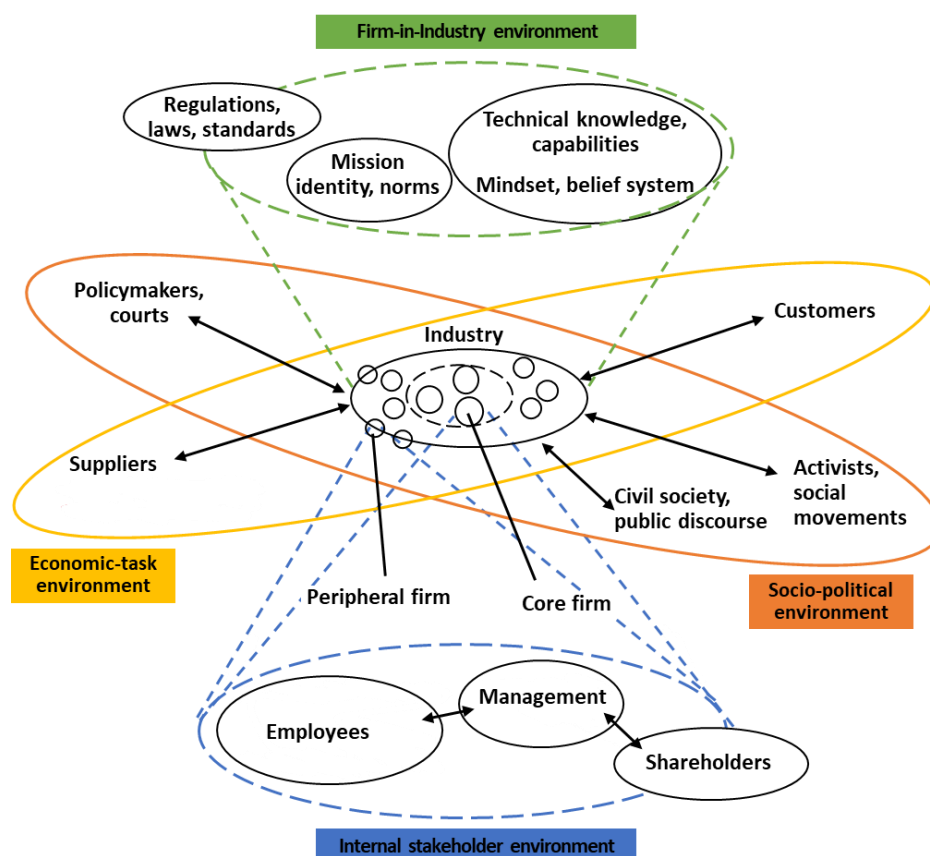 Firm-in-Industry environment
Regulations,
laws, standards
Technical knowledge,
capabilities
Mission
identity, norms
Mindset, belief system
Policymakers,
courts
Customers
Industry
Suppliers
Activists,
social
movements
Civil society,
public discourse
Economic-task
environment
Socio-political
environment
Peripheral firm
Core firm
Management
Employees
Shareholders
Internal stakeholder environment